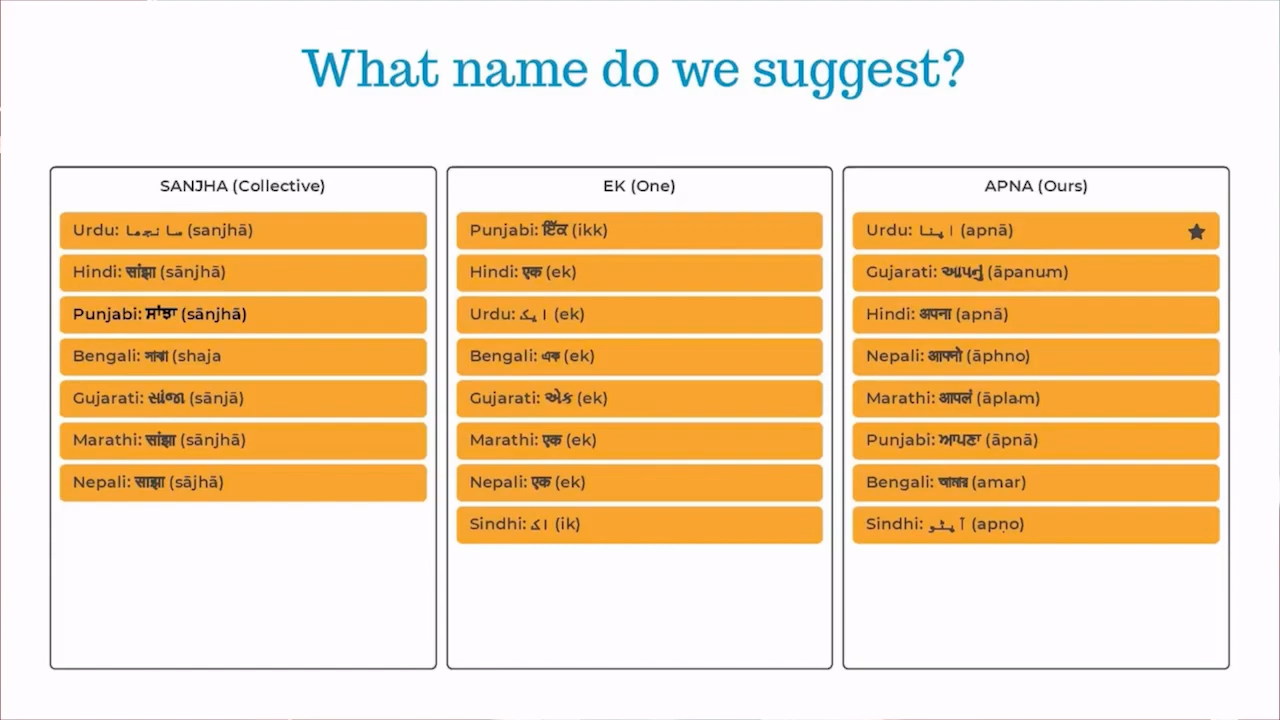 What name do we suggest?
SANJHA (Collective)
Urdu: سانجھا (sanjhā)
Hindi: सांझा (sānjhā)
Punjabi: ਸਾਂਝਾ (sānjhā)
Bengali: সাঝা (shaja
Gujarati: સાંજા (sānjā)
Marathi: सांझा (sānjhā)
Nepali: साझा (sājhā)
EK (One)
Punjabi: ਇੱਕ (ikk)
Hindi: एक (ek)
Urdu: ایک (ek)
Bengali: এক (ek)
Gujarati: એક (ek)
Marathi: एक (ek)
Nepali: एक (ek)
Sindhi: اک (ik)
APNA (Ours)
Urdu: اپنا (apnā)
Gujarati: આપનું (āpanum)
Hindi: अपना (apnā)
Nepali: आफ्नो (āphno)
Marathi: आपलं (āplam)
Punjabi: ਆਪਣਾ (āpnā)
Bengali: আমার (amar)
Sindhi: (apṇo)